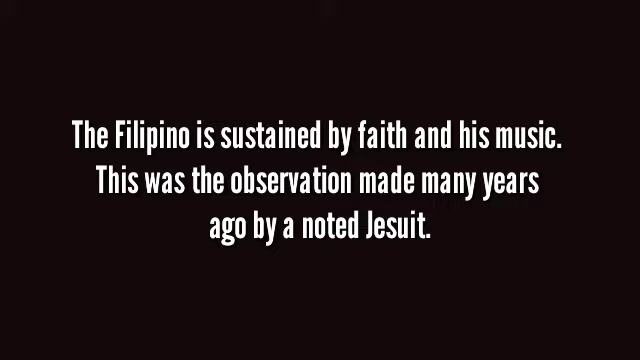 The Filipino is sustained by faith and his music.
This was the observation made many years
ago by a noted Jesuit.